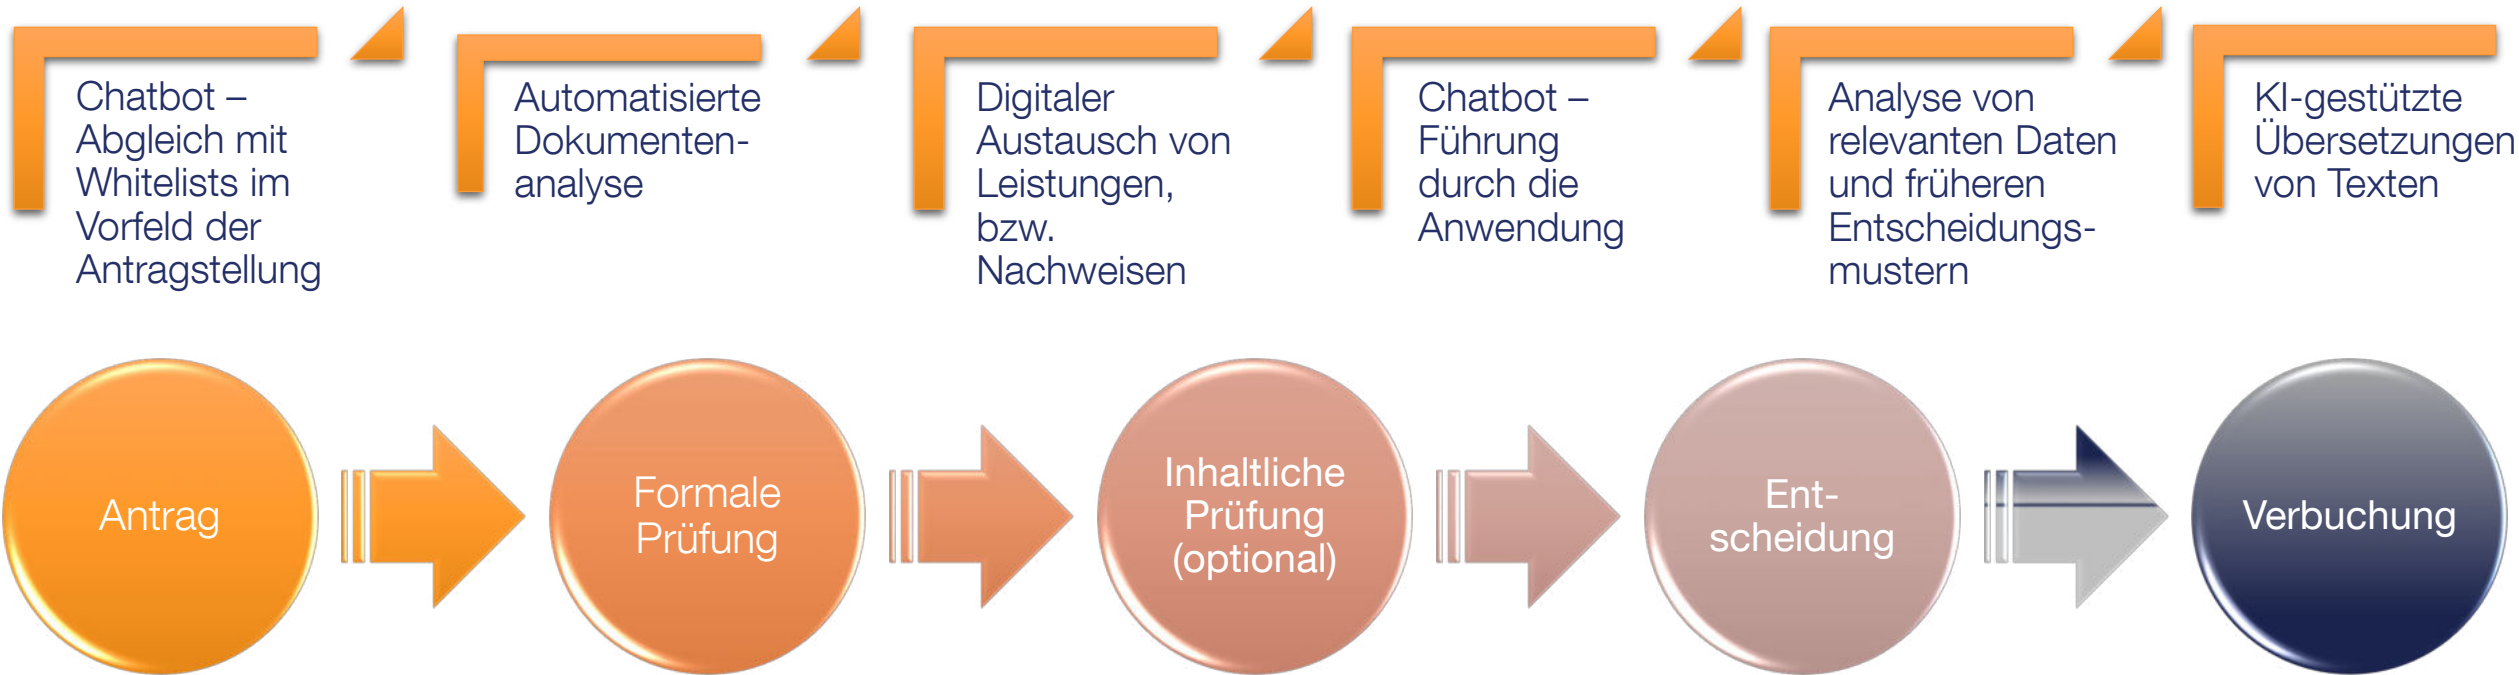 Chatbot –
Abgleich mit
Whitelists im
Vorfeld der
Antragstellung
Automatisierte
Dokumenten-
analyse
Digitaler
Austausch von
Leistungen,
bzw.
Nachweisen
Chatbot –
Führung
durch die
Anwendung
Analyse von
relevanten Daten
und früheren
Entscheidungs-
mustern
KI-gestützte
Übersetzungen
von Texten
Antrag
Formale
Prüfung
Inhaltliche
Prüfung
(optional)
Ent-
scheidung
Verbuchung